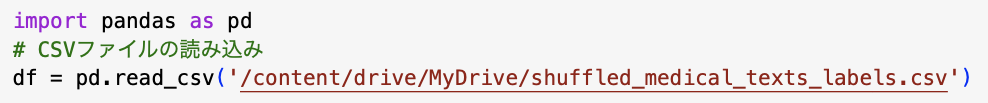 import pandas as pd
# CSVファイルの読み込み
df = pd.read_csv('/content/drive/MyDrive/shuffled_medical_texts_labels.csv')